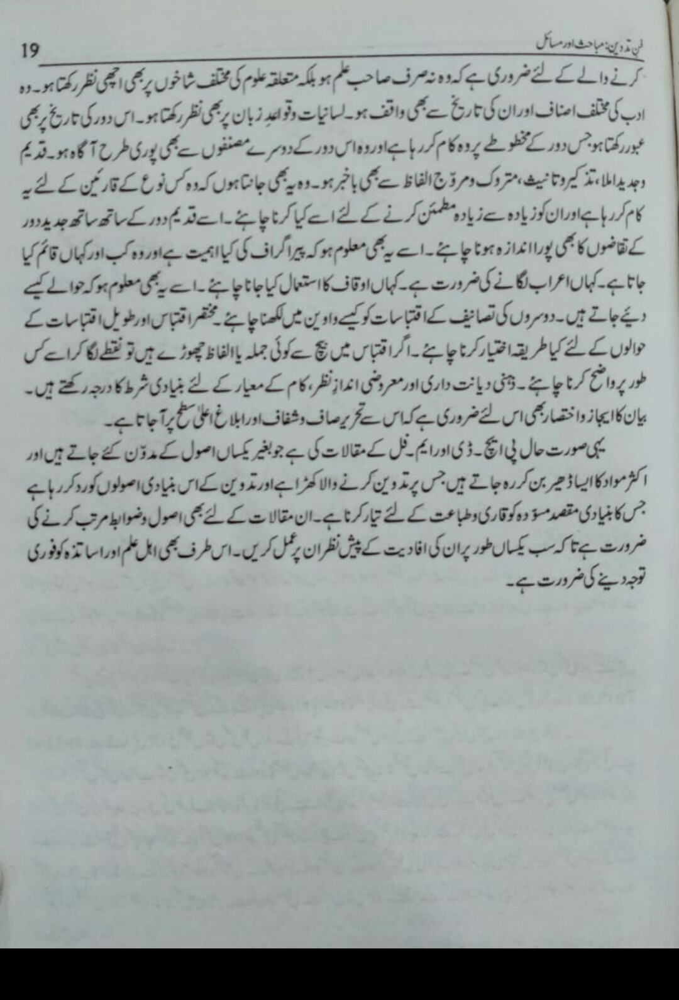 فن تدوین: مباحث اور مسائل
19
کرنے والے کے لئے ضروری ہے کہ وہ نہ صرف صاحب علم ہو بلکہ متعلقہ علوم کی مختلف شاخوں پر بھی اچھی نظر رکھتا ہو۔ وہ
ادب کی مختلف اصناف اور ان کی تاریخ سے بھی واقف ہو۔ لسانیات و قواعدِ زبان پر بھی نظر رکھتا ہو۔ اس دور کی تاریخ پر بھی
عبور رکھتا ہو جس دور کے مخطوطے پر وہ کام کر رہا ہے اور وہ اس دور کے دوسرے مصنفوں سے بھی پوری طرح آگاہ ہو۔ قدیم
و جدید املا، تذکیر و تانیث، متروک و مروّج الفاظ سے بھی باخبر ہو۔ وہ یہ بھی جانتا ہوں کہ وہ کس نوع کے قارئین کے لئے یہ
کام کر رہا ہے اور ان کو زیادہ سے زیادہ مطمئن کرنے کے لئے اسے کیا کرنا چاہئے۔ اسے قدیم دور کے ساتھ ساتھ جدید دور
کے تقاضوں کا بھی پورا اندازہ ہونا چاہئے۔ اسے یہ بھی معلوم ہو کہ پیراگراف کی کیا اہمیت ہے اور وہ کب اور کہاں قائم کیا
جاتا ہے۔ کہاں اعراب لگانے کی ضرورت ہے۔ کہاں اوقاف کا استعمال کیا جانا چاہئے۔ اسے یہ بھی معلوم ہو کہ حوالے کیسے
دیئے جاتے ہیں۔ دوسروں کی تصانیف کے اقتباسات کو کیسے واوین میں لکھنا چاہئے۔ مختصر اقتباس اور طویل اقتباسات کے
حوالوں کے لئے کیا طریقہ اختیار کرنا چاہئے۔ اگر اقتباس میں بیچ سے کوئی جملہ یا الفاظ چھوڑے ہیں تو نقطے لگا کر اسے کس
طور پر واضح کرنا چاہئے۔ ذہنی دیانت داری اور معروضی اندازِ نظر، کام کے معیار کے لئے بنیادی شرط کا درجہ رکھتے ہیں۔
بیان کا ایجاز و اختصار بھی اس لئے ضروری ہے کہ اس سے تحریر صاف و شفاف اور ابلاغ اعلیٰ سطح پر آ جاتا ہے۔
یہی صورت حال پی ایچ۔ ڈی اور ایم۔ فل کے مقالات کی ہے جو بغیر یکساں اصول کے مدوّن کئے جاتے ہیں اور
اکثر مواد کا ایسا ڈھیر بن کر رہ جاتے ہیں جس پر تدوین کرنے والا کھڑا ہے اور تدوین کے اس بنیادی اصولوں کو رد کر رہا ہے
جس کا بنیادی مقصد مسوّدہ کو قاری و طباعت کے لئے تیار کرنا ہے۔ ان مقالات کے لئے بھی اصول و ضوابط مرتب کرنے کی
ضرورت ہے تا کہ سب یکساں طور پر ان کی افادیت کے پیش نظر ان پر عمل کریں۔ اس طرف بھی اہل علم اور اساتذہ کو فوری
توجہ دینے کی ضرورت ہے۔